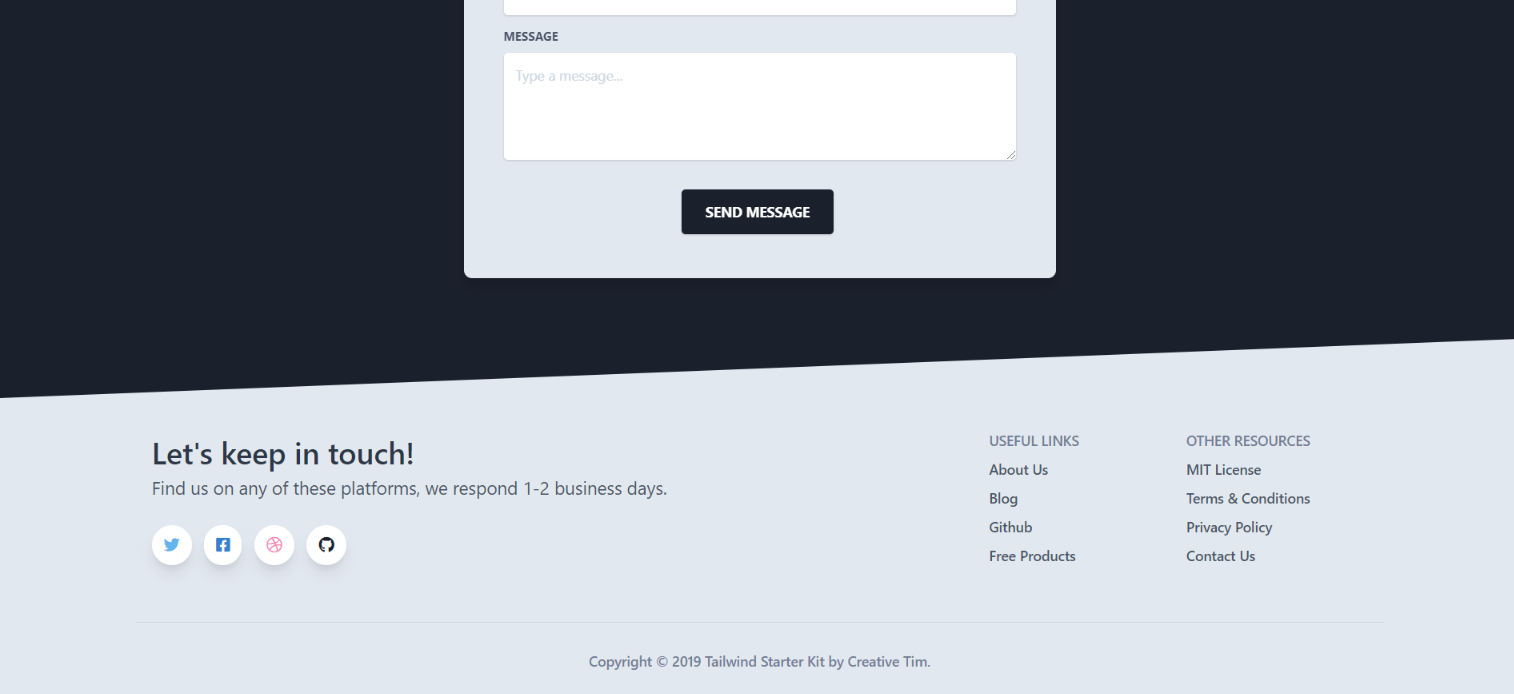 MESSAGE
Type a message...
SEND MESSAGE
Let's keep in touch!
Find us on any of these platforms, we respond 1-2 business days.
USEFUL LINKS
About Us
Blog
Github
Free Products
OTHER RESOURCES
MIT License
Terms & Conditions
Privacy Policy
Contact Us
Copyright © 2019 Tailwind Starter Kit by Creative Tim.